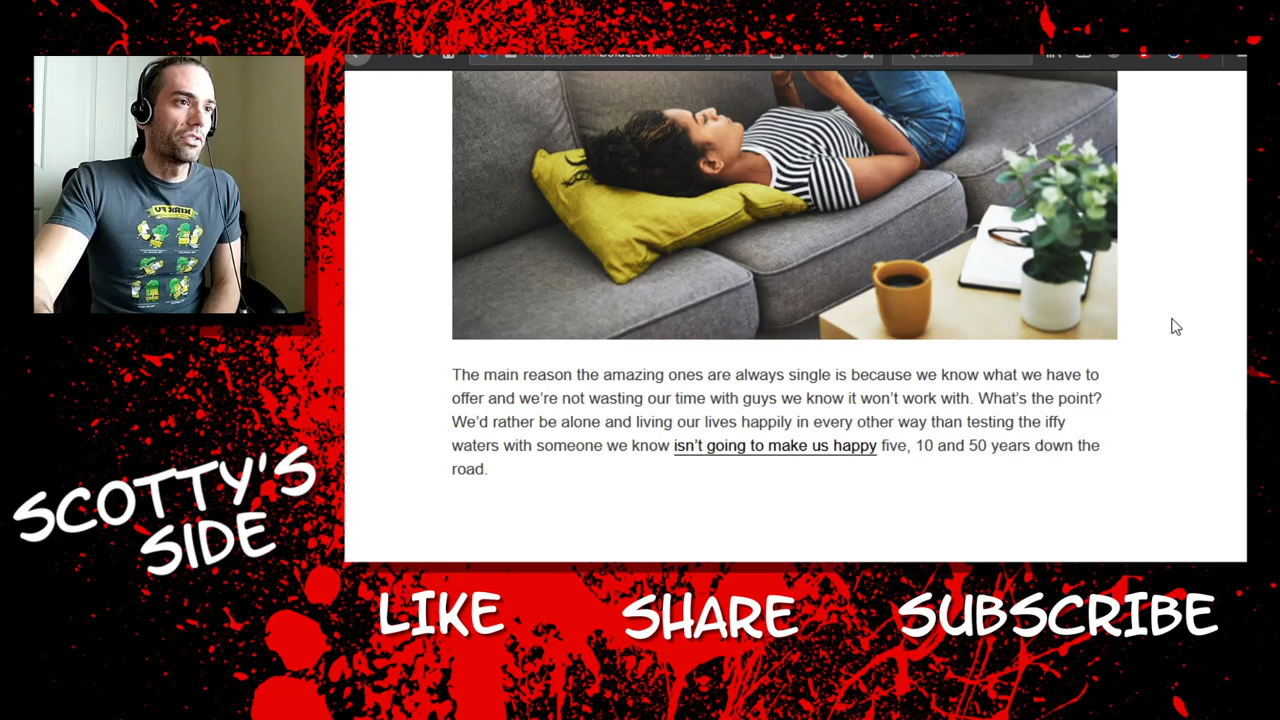 The main reason the amazing ones are always single is because we know what we have to
offer and we're not wasting our time with guys we know it won't work with. What's the point?
We'd rather be alone and living our lives happily in every other way than testing the iffy
waters with someone we know isn't going to make us happy five, 10 and 50 years down the
road.
SCOTTY'S
SIDE
LIKE
SHARE
SUBSCRIBE